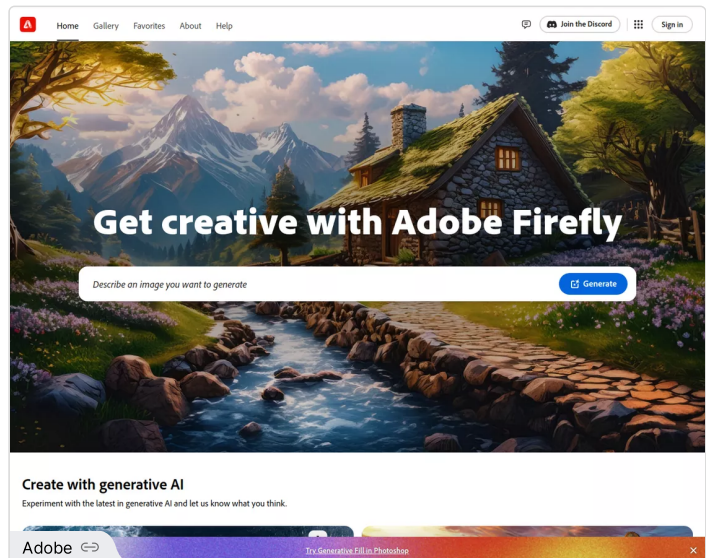 Home Gallery Favorites About Help Join the Discord Sign in
Get creative with Adobe Firefly
Describe an image you want to generate Generate
Create with generative AI
Experiment with the latest in generative AI and let us know what you think.
Try Generative Fill in Photoshop
Adobe